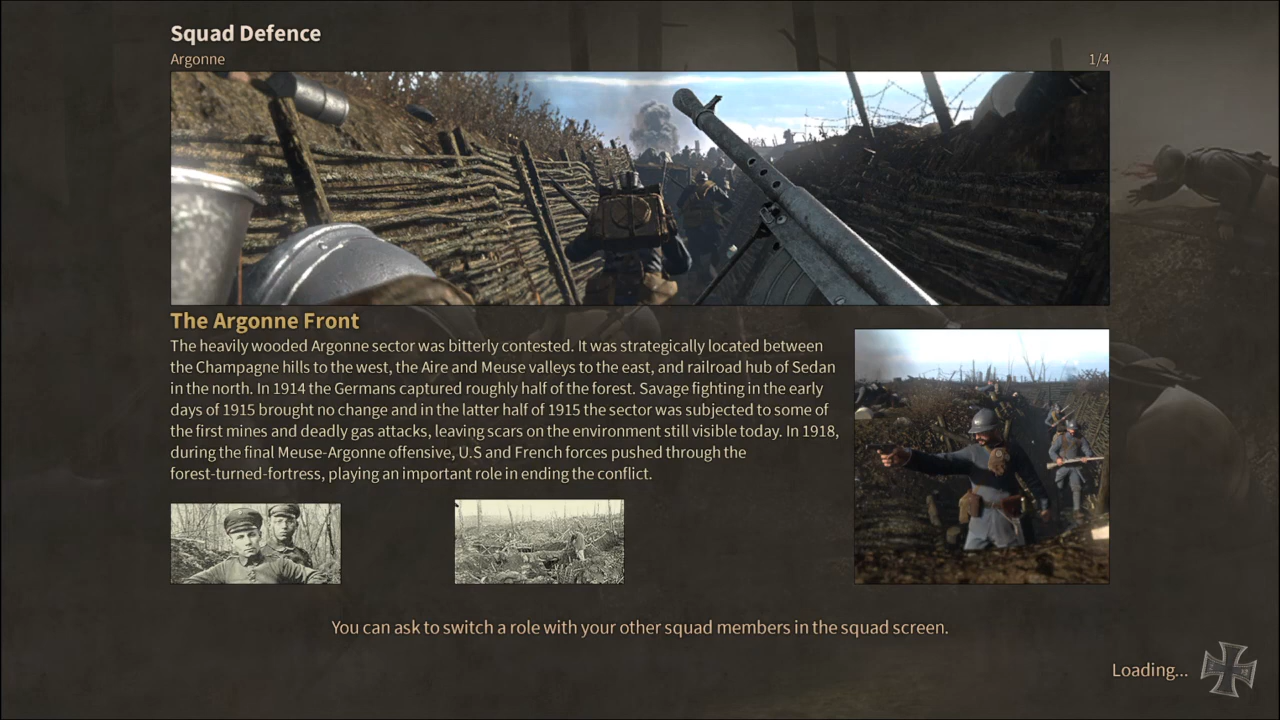 Squad Defence
Argonne
1/4
The Argonne Front
The heavily wooded Argonne sector was bitterly contested. It was strategically located between
the Champagne hills to the west, the Aire and Meuse valleys to the east, and railroad hub of Sedan
in the north. In 1914 the Germans captured roughly half of the forest. Savage fighting in the early
days of 1915 brought no change and in the latter half of 1915 the sector was subjected to some of
the first mines and deadly gas attacks, leaving scars on the environment still visible today. In 1918,
during the final Meuse-Argonne offensive, U.S and French forces pushed through the
forest-turned-fortress, playing an important role in ending the conflict.
You can ask to switch a role with your other squad members in the squad screen.
Loading...